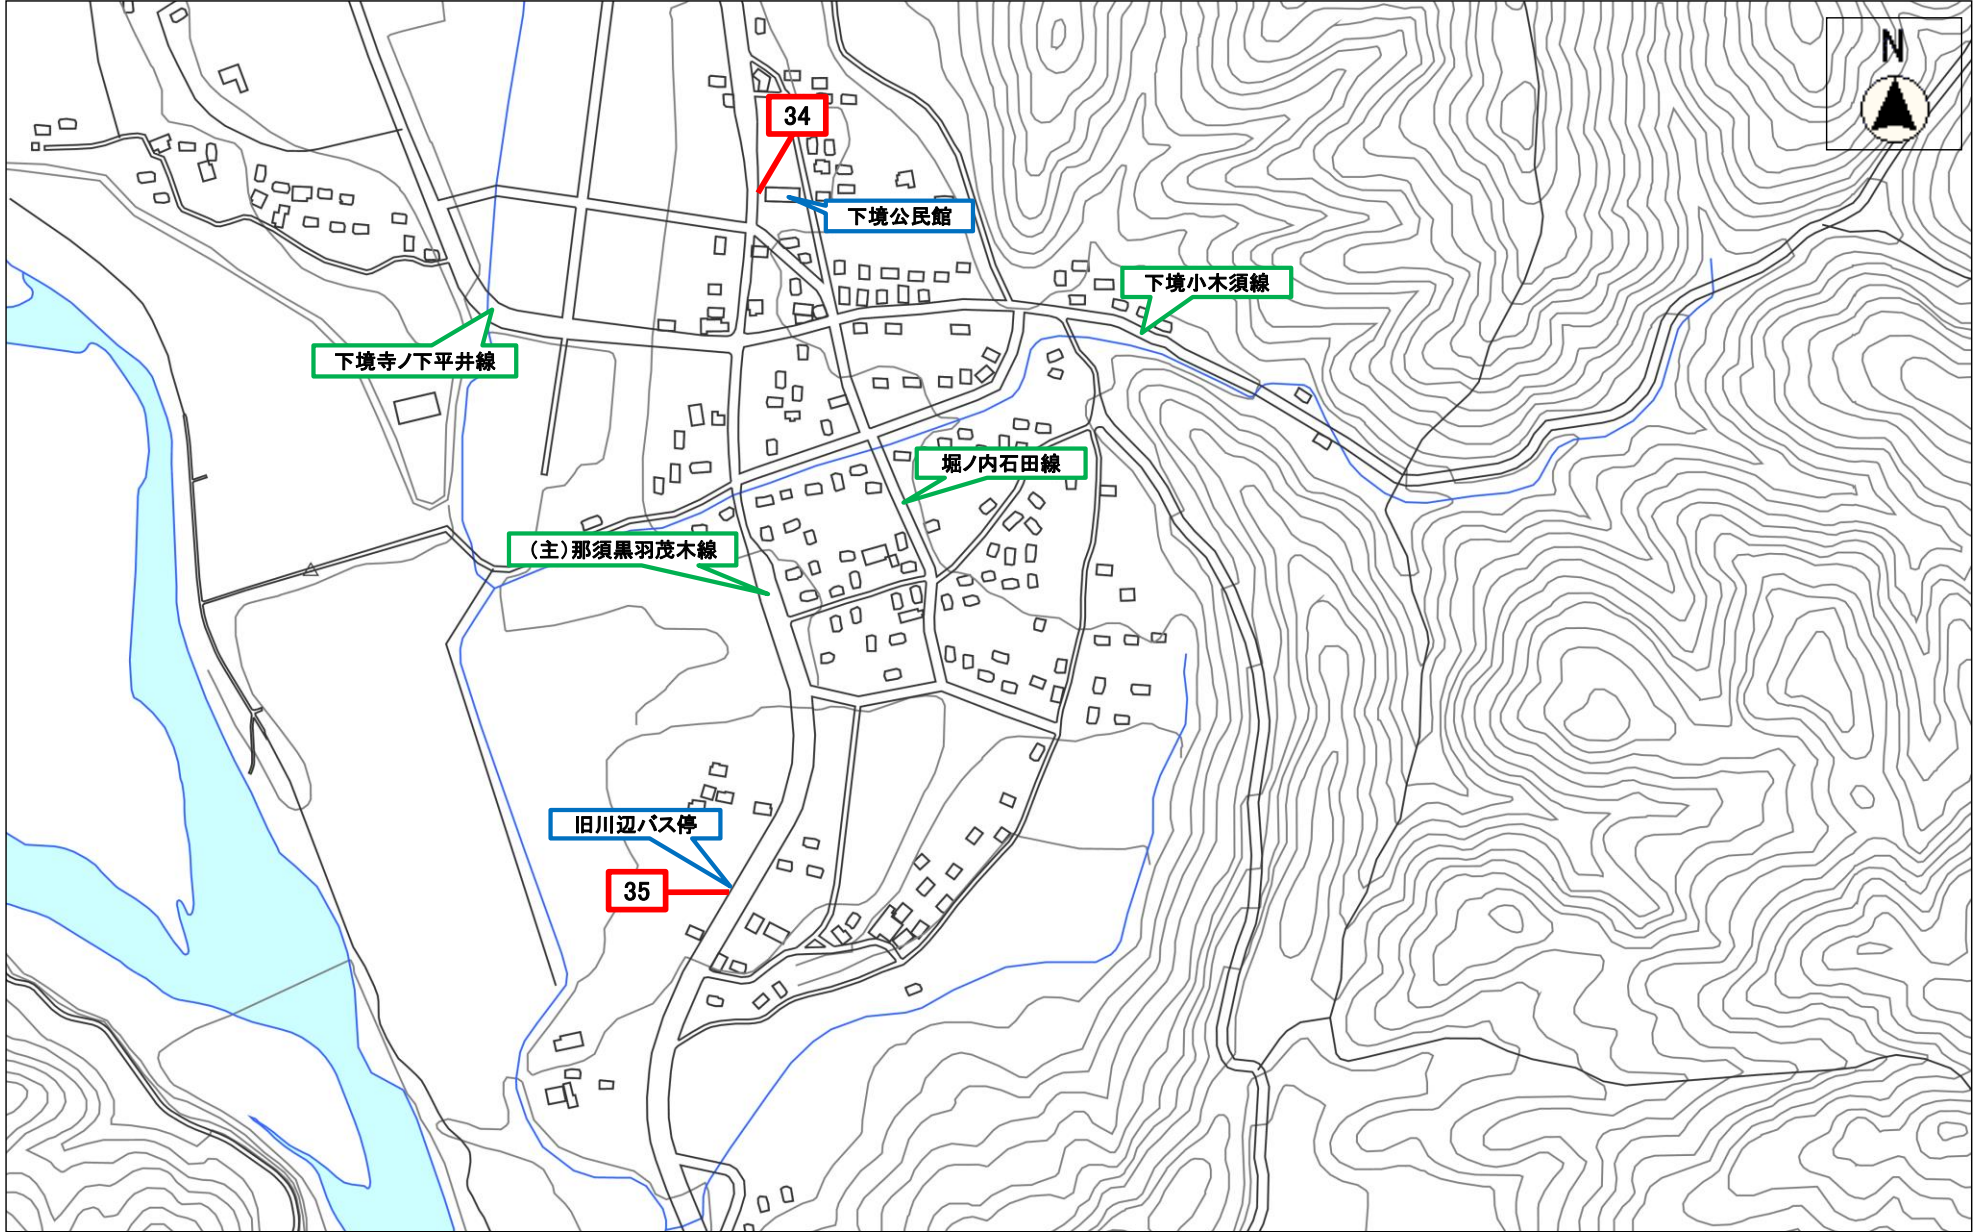 N
34
下境公民館
下境小木須線
下境寺ノ下平井線
堀ノ内石田線
（主）那須黒羽茂木線
旧川辺バス停
35